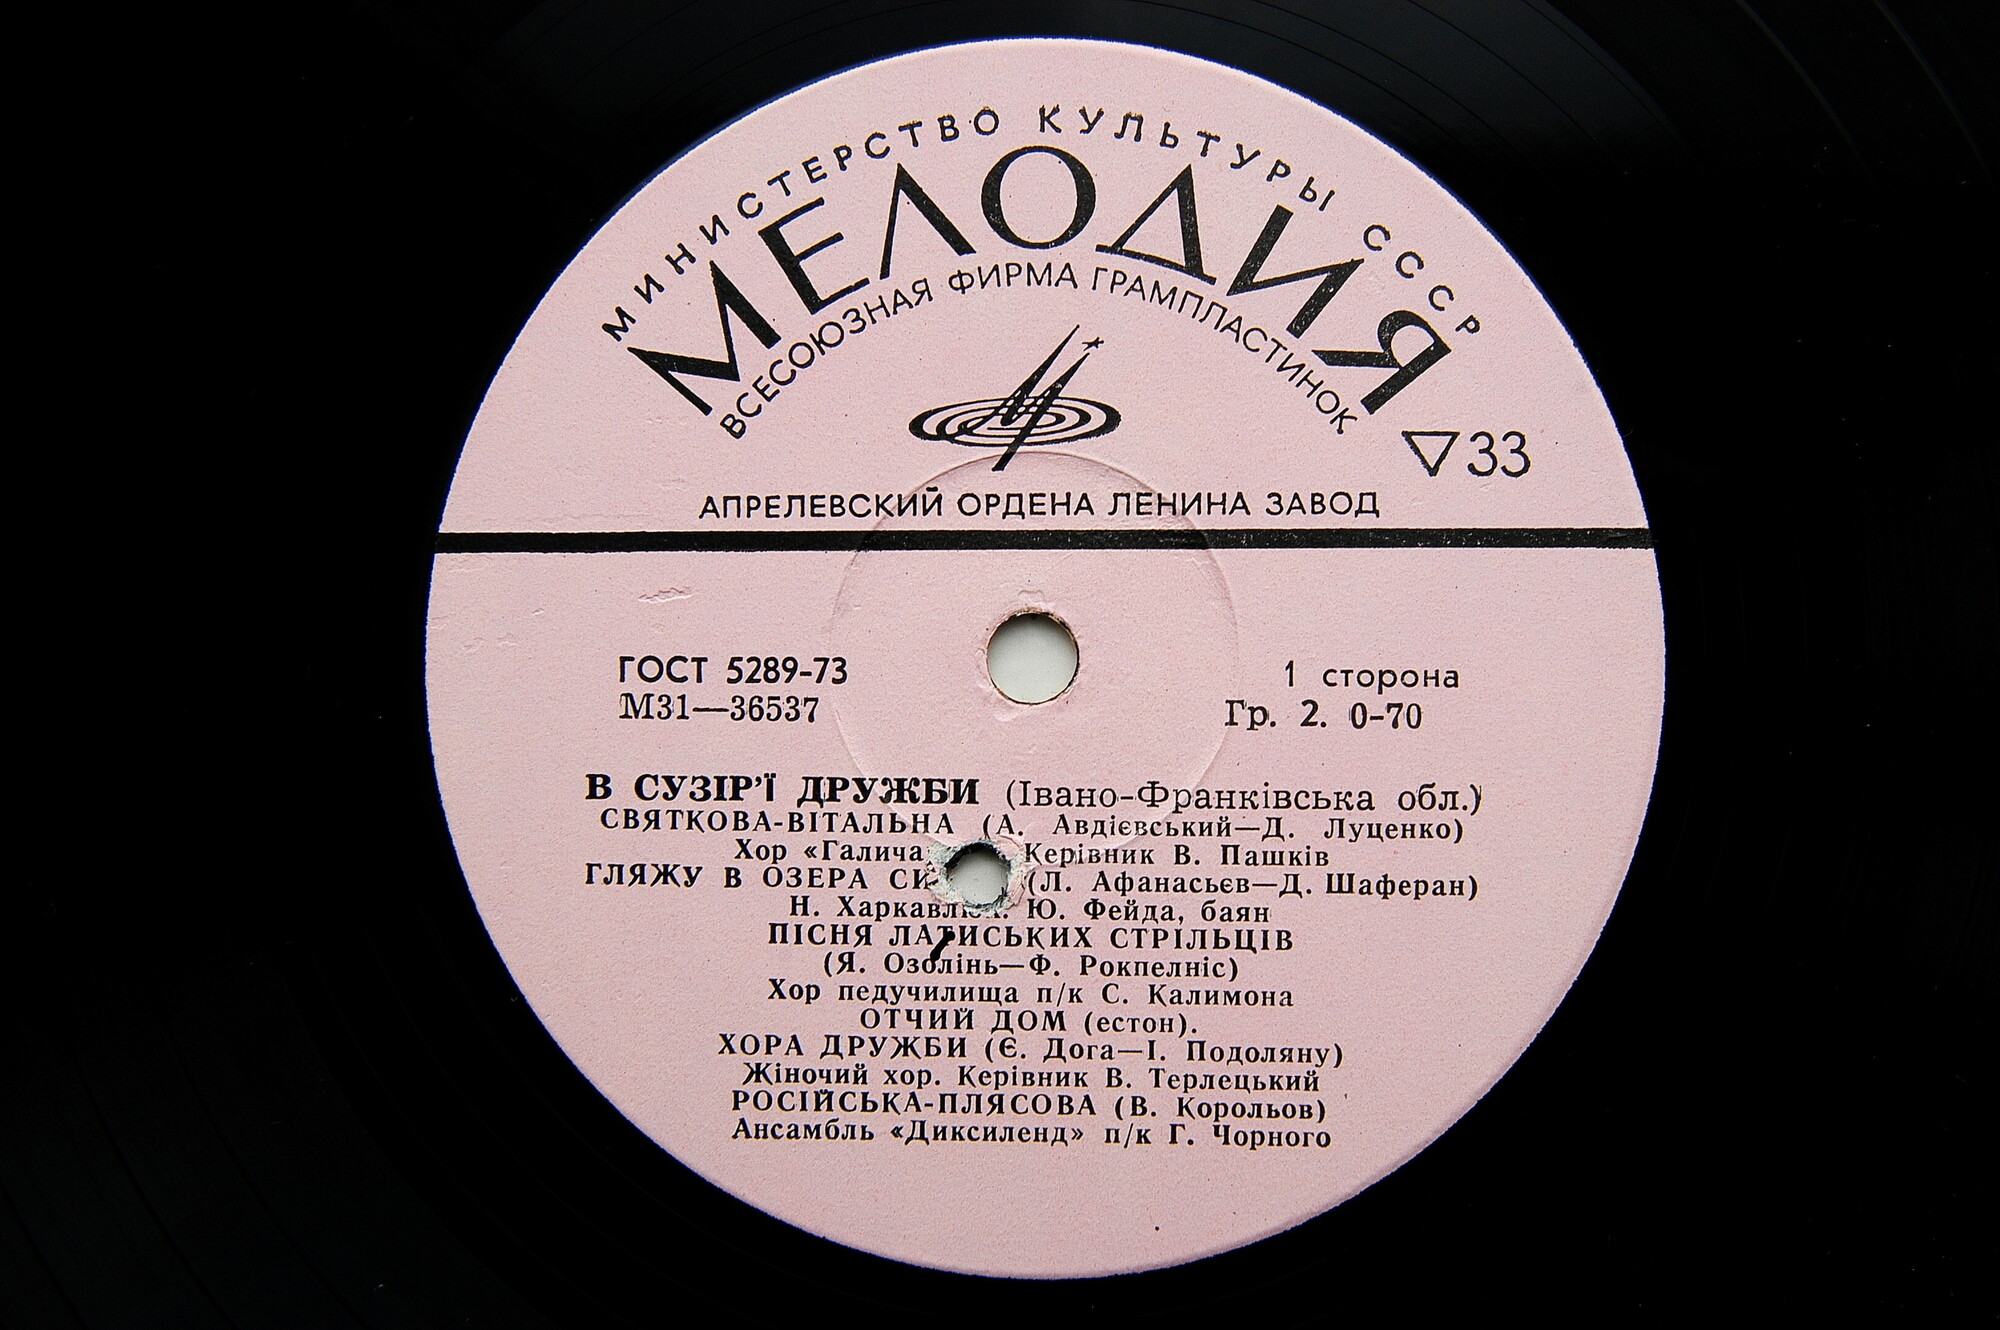 МИНИСТЕРСТВО КУЛЬТУРЫ СССР
МЕЛОДИЯ
ВСЕСОЮЗНАЯ ФИРМА ГРАМПЛАСТИНОК
33
АПРЕЛЕВСКИЙ ОРДЕНА ЛЕНИНА ЗАВОД
ГОСТ 5289-73
1 сторона
М31—36537
Гр. 2. 0-70
В СУЗІР'Ї ДРУЖБИ (Івано-Франківська обл.)
СВЯТКОВА-ВІТАЛЬНА (А. Авдієвський—Д. Луценко)
Хор Керівник В. Пашків
ГЛЯЖУ В ОЗЕРА (Л. Афанасьєв—Д. Шаферан)
Н. Ю. Фейда, баян
ПІСНЯ ЛАТИСЬКИХ СТРІЛЬЦІВ
(Я. Озолінь—Ф. Рокпелніс)
Хор педучилища п/к С. Калимона
ОТЧИЙ ДОМ (естон).
ХОРА ДРУЖБИ (Є. Дога—І. Подоляну)
Жіночий хор. Керівник В. Терлецький
РОСІЙСЬКА-ПЛЯСОВА (В. Корольов)
Ансамбль «Диксиленд» п/к Г. Чорного